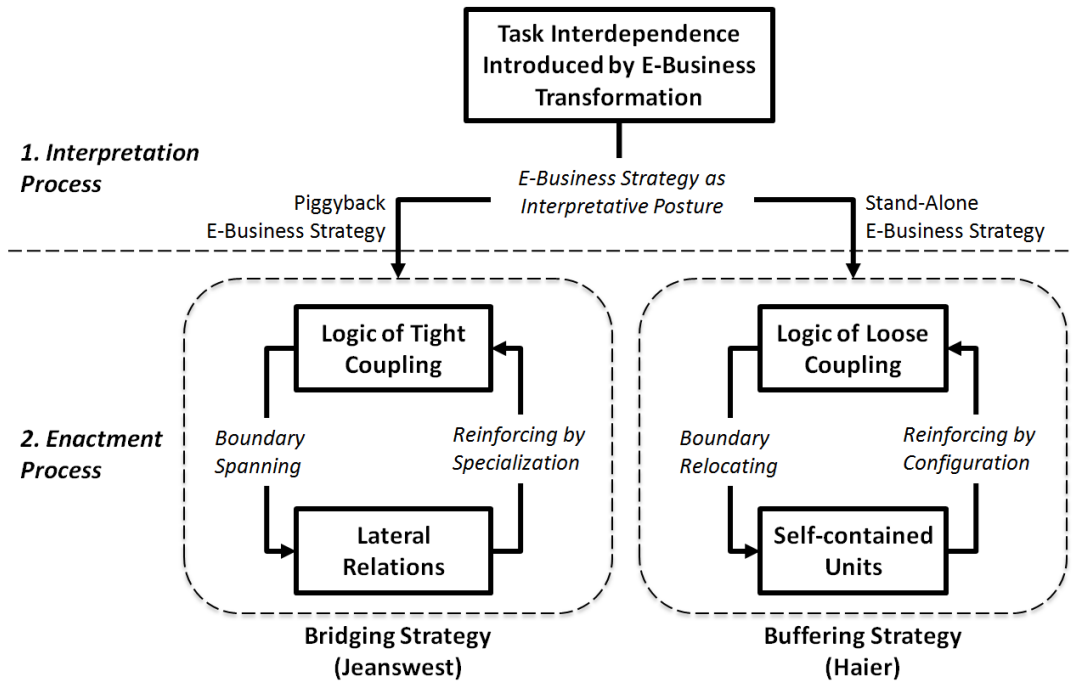 Task Interdependence
Introduced by E-Business
Transformation
1. Interpretation
Process
E-Business Strategy as
Interpretative Posture
Piggyback
E-Business Strategy
Stand-Alone
E-Business Strategy
2. Enactment
Process
Logic of Tight
Coupling
Boundary
Spanning
Reinforcing by
Specialization
Lateral
Relations
Bridging Strategy
(Jeanswest)
Logic of Loose
Coupling
Boundary
Relocating
Reinforcing by
Configuration
Self-contained
Units
Buffering Strategy
(Haier)